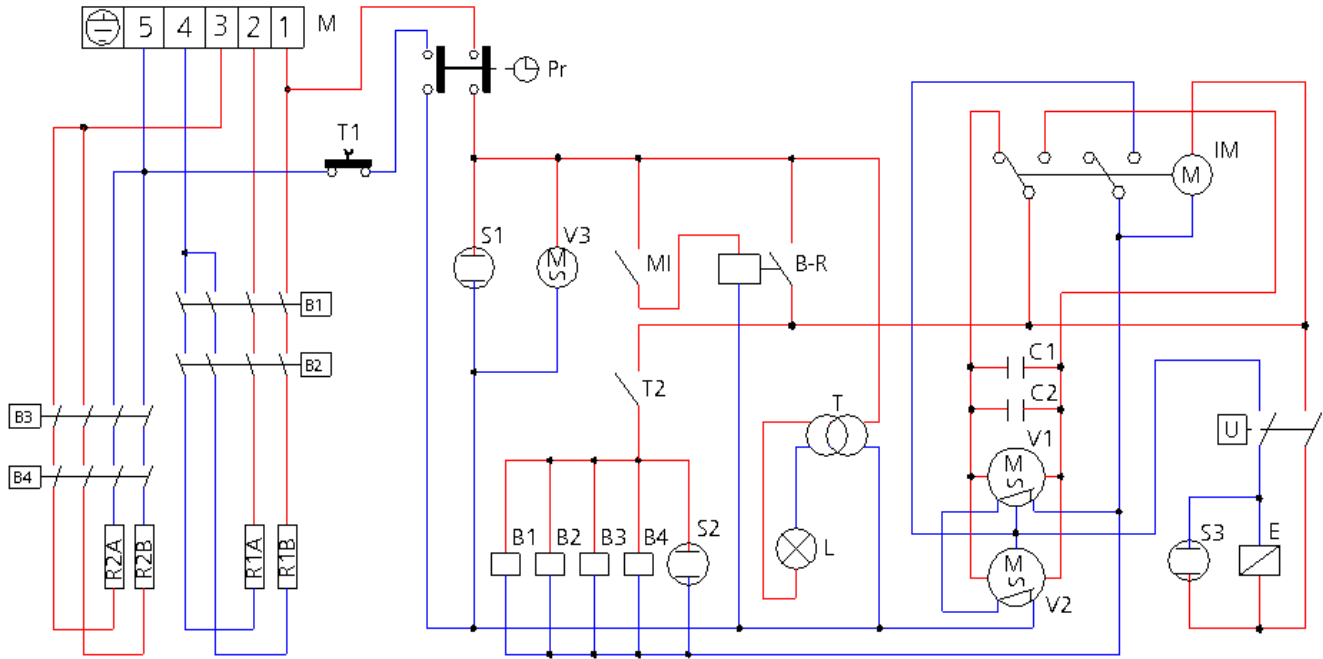 5 4 3 2 1 M
Pr
T1
IM
M
S1 V3
M
MI
B-R
B1
B2
C1
C2
T2
T
B3
U
V1
M
B4
R2A R2B R1A R1B
B1 B2 B3 B4 S2
L
S3 E
M
V2